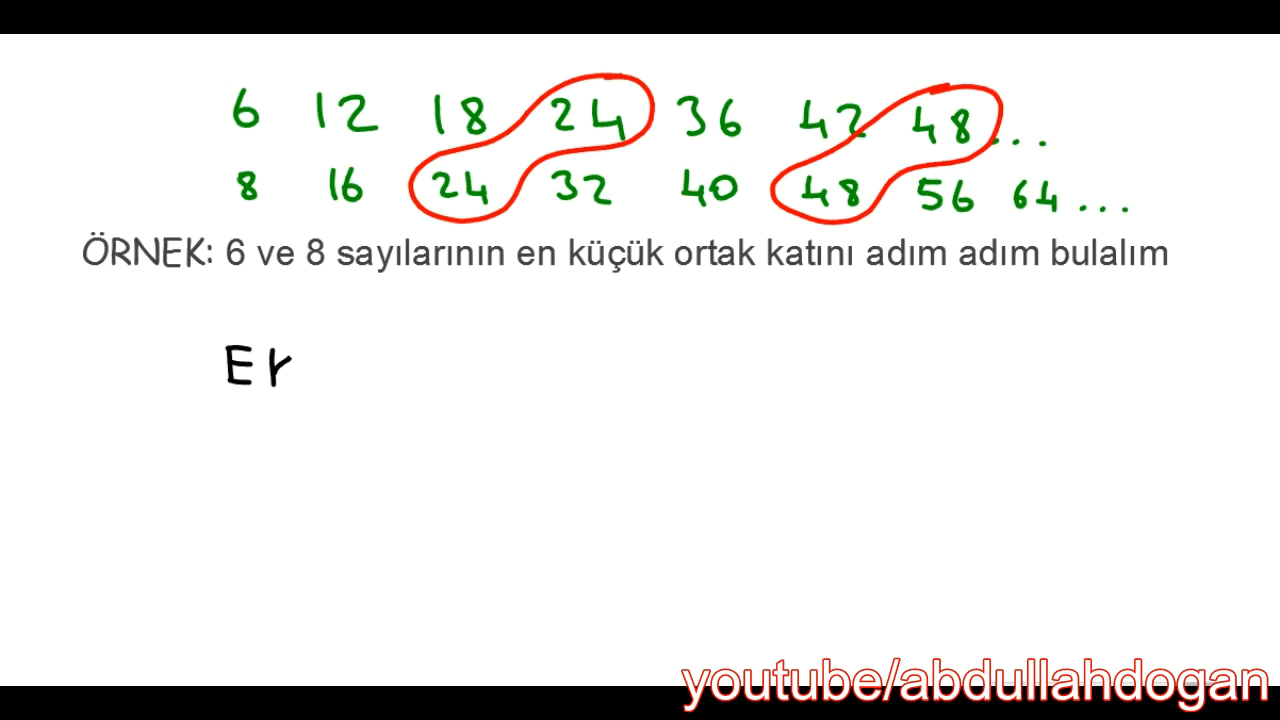 6 12 18 24 36 42 48...
8 16 24 32 40 48 56 64...
ÖRNEK: 6 ve 8 sayılarının en küçük ortak katını adım adım bulalım
Er
youtube/abdullahdogan